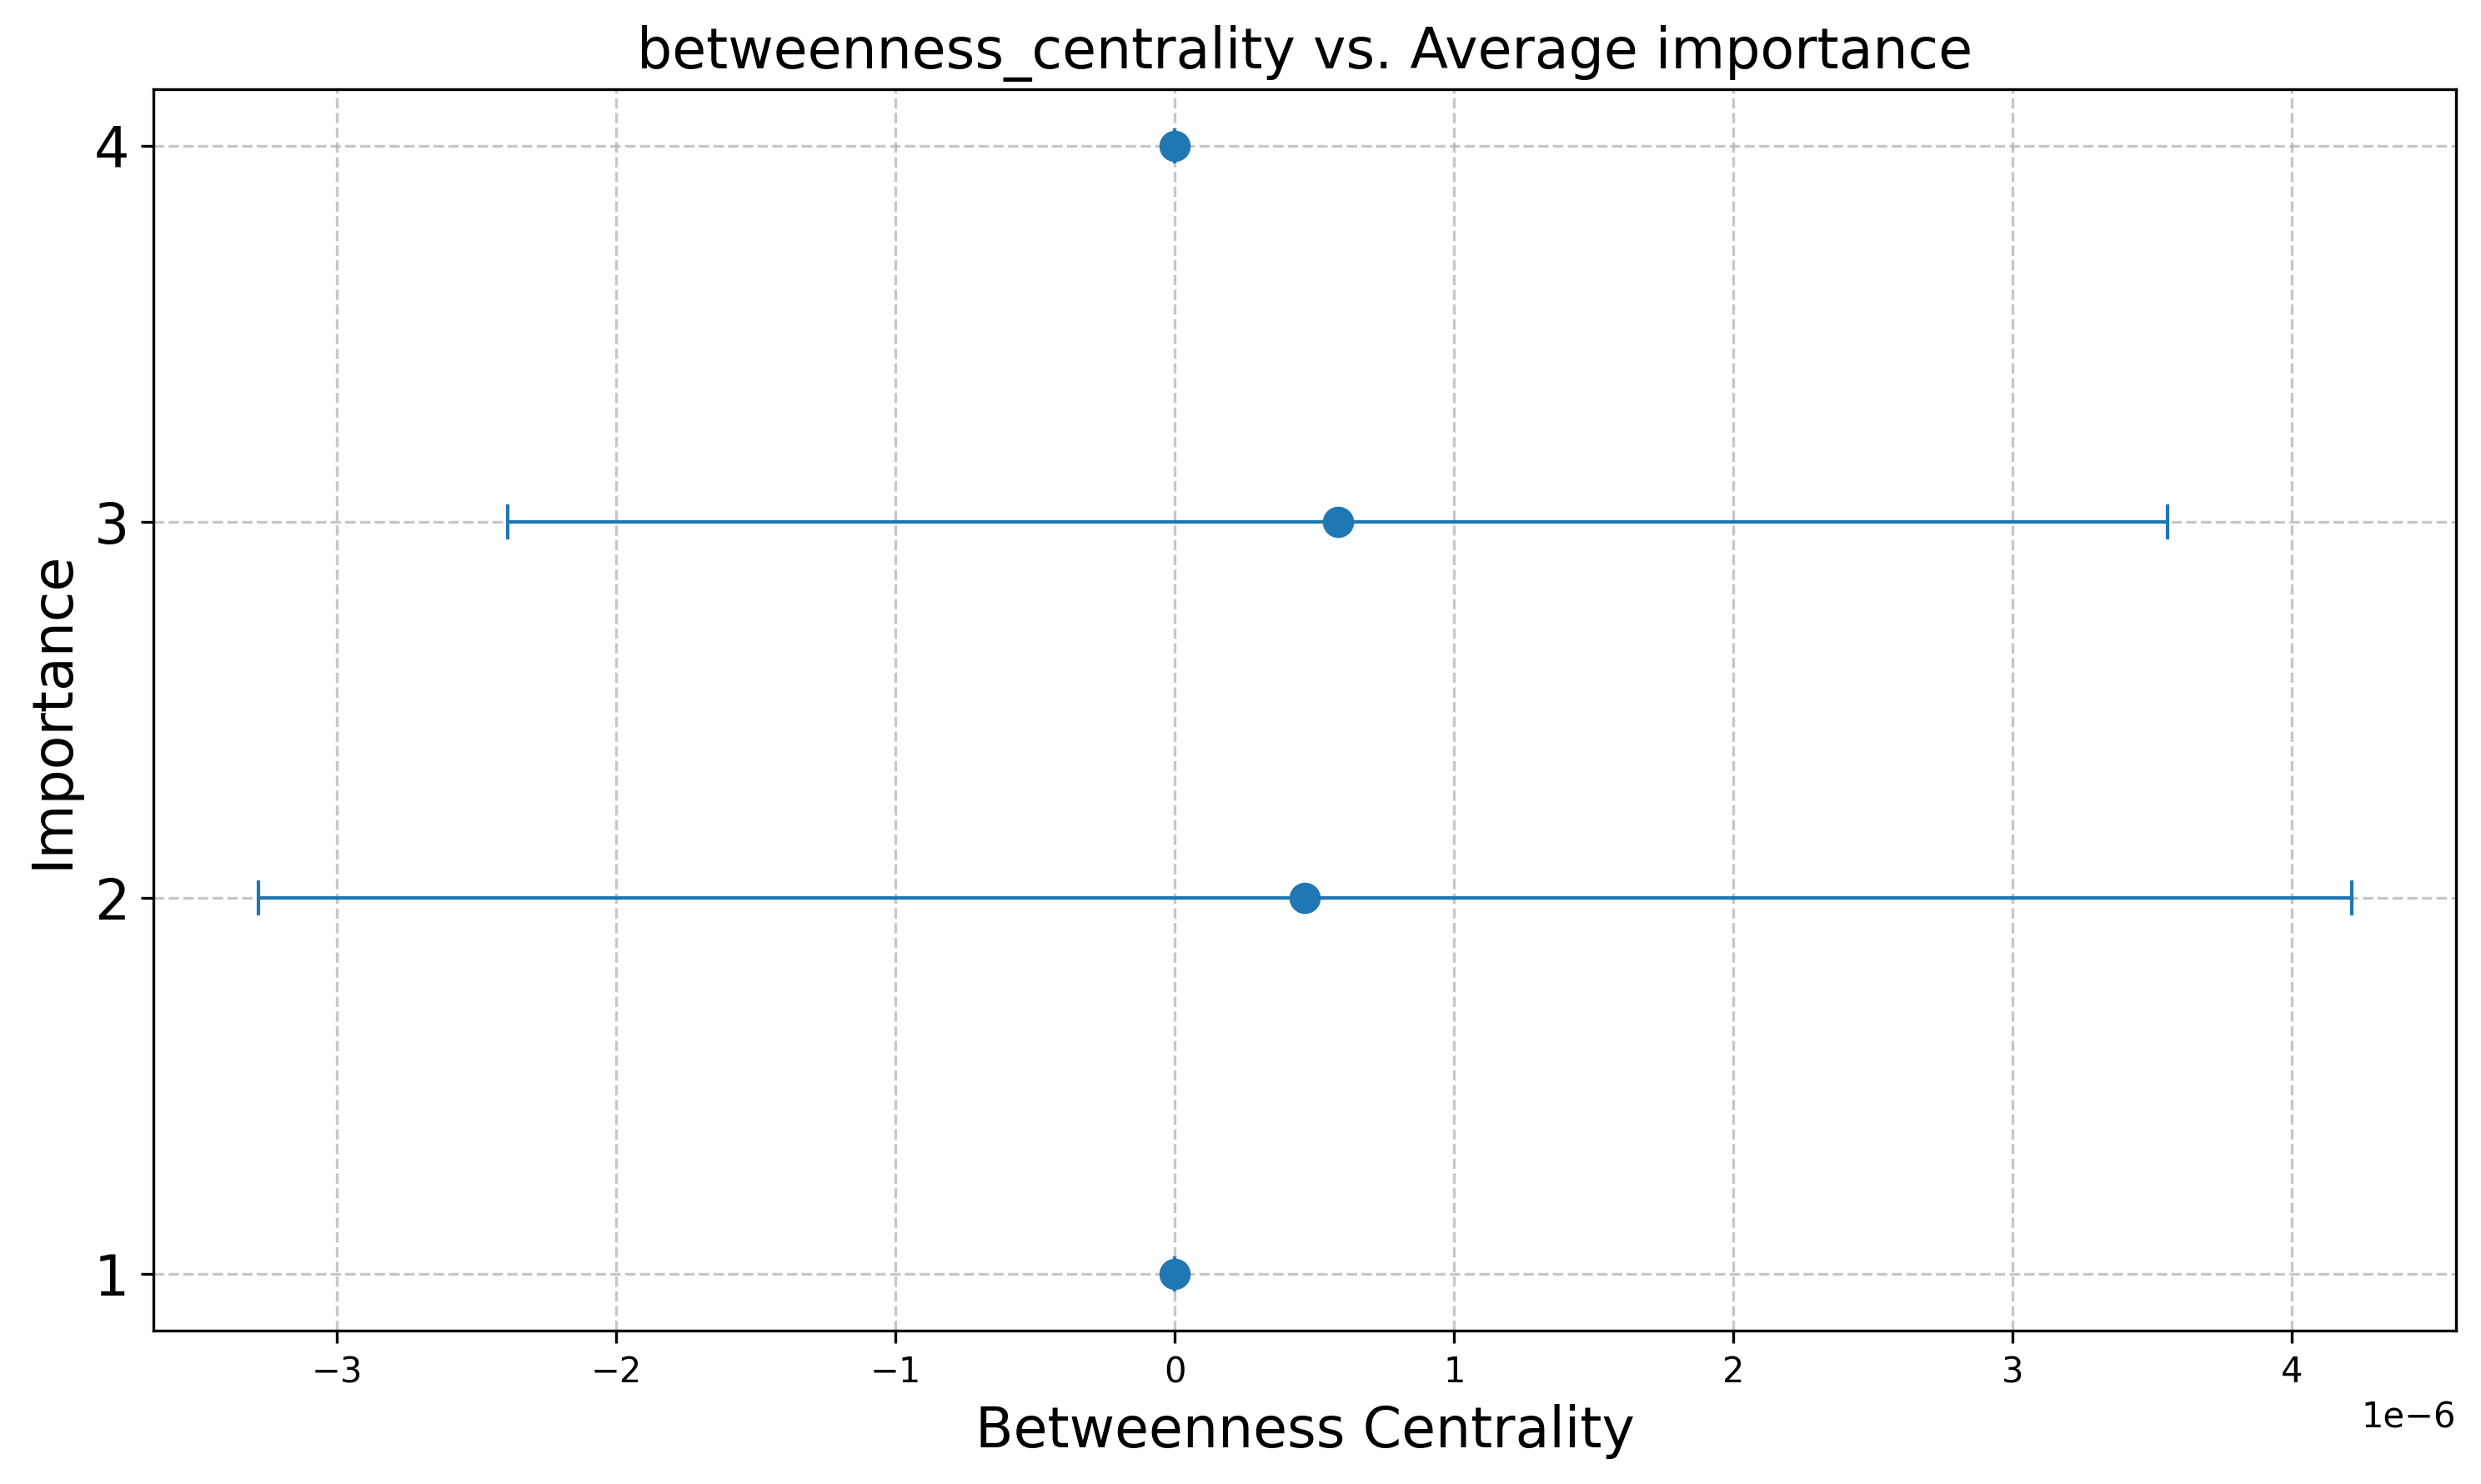 betweenness_centrality vs. Average importance
4
3
2
1
Importance
−3 −2 −1 0 1 2 3 4
1e−6
Betweenness Centrality